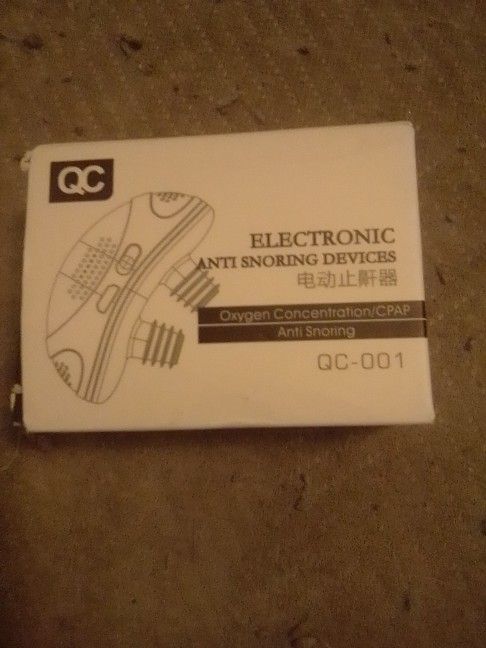 QC
ELECTRONIC
ANTI SNORING DEVICES
电动止鼾器
Oxygen Concentration/CPAP
Anti Snoring
QC-001